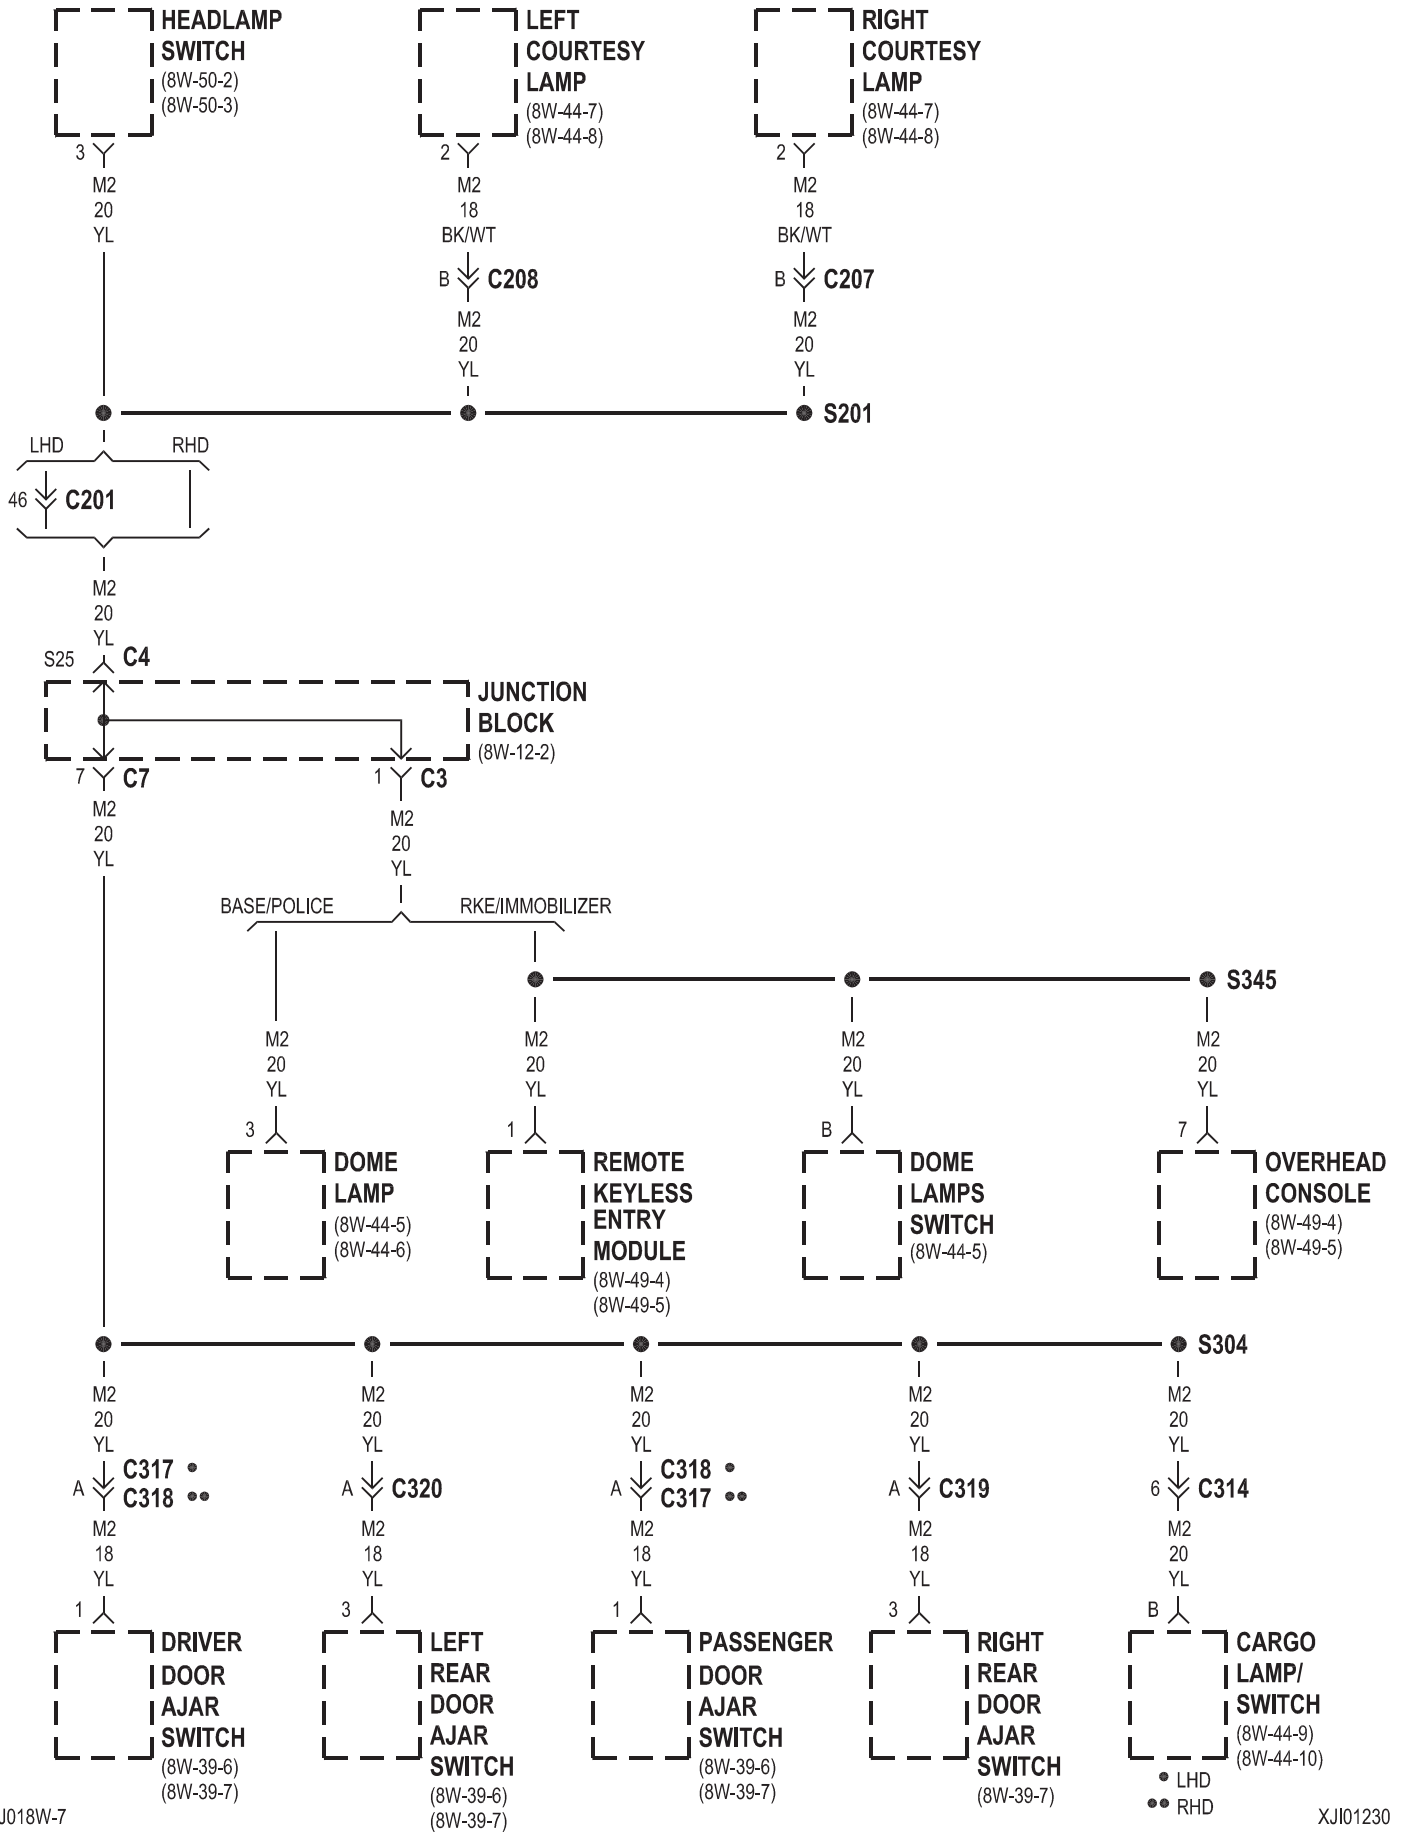 HEADLAMP
SWITCH
(8W-50-2)
(8W-50-3)
LEFT
COURTESY
LAMP
(8W-44-7)
(8W-44-8)
RIGHT
COURTESY
LAMP
(8W-44-7)
(8W-44-8)
3
M2
20
YL
2
M2
18
BK/WT
B
C208
M2
20
YL
2
M2
18
BK/WT
B
C207
M2
20
YL
S201
LHD
RHD
46
C201
M2
20
YL
S25
C4
JUNCTION
BLOCK
(8W-12-2)
7
C7
M2
20
YL
1
C3
M2
20
YL
BASE/POLICE
RKE/IMMOBILIZER
S345
M2
20
YL
3
DOME
LAMP
(8W-44-5)
(8W-44-6)
M2
20
YL
1
REMOTE
KEYLESS
ENTRY
MODULE
(8W-49-4)
(8W-49-5)
M2
20
YL
B
DOME
LAMPS
SWITCH
(8W-44-5)
M2
20
YL
7
OVERHEAD
CONSOLE
(8W-49-4)
(8W-49-5)
S304
M2
20
YL
A
C317
C318
M2
18
YL
1
DRIVER
DOOR
AJAR
SWITCH
(8W-39-6)
(8W-39-7)
M2
20
YL
A
C320
M2
18
YL
3
LEFT
REAR
DOOR
AJAR
SWITCH
(8W-39-6)
(8W-39-7)
M2
20
YL
A
C318
C317
M2
18
YL
1
PASSENGER
DOOR
AJAR
SWITCH
(8W-39-6)
(8W-39-7)
M2
20
YL
A
C319
M2
18
YL
3
RIGHT
REAR
DOOR
AJAR
SWITCH
(8W-39-7)
M2
20
YL
6
C314
M2
20
YL
B
CARGO
LAMP/
SWITCH
(8W-44-9)
(8W-44-10)
LHD
RHD
J018W-7
XJI01230